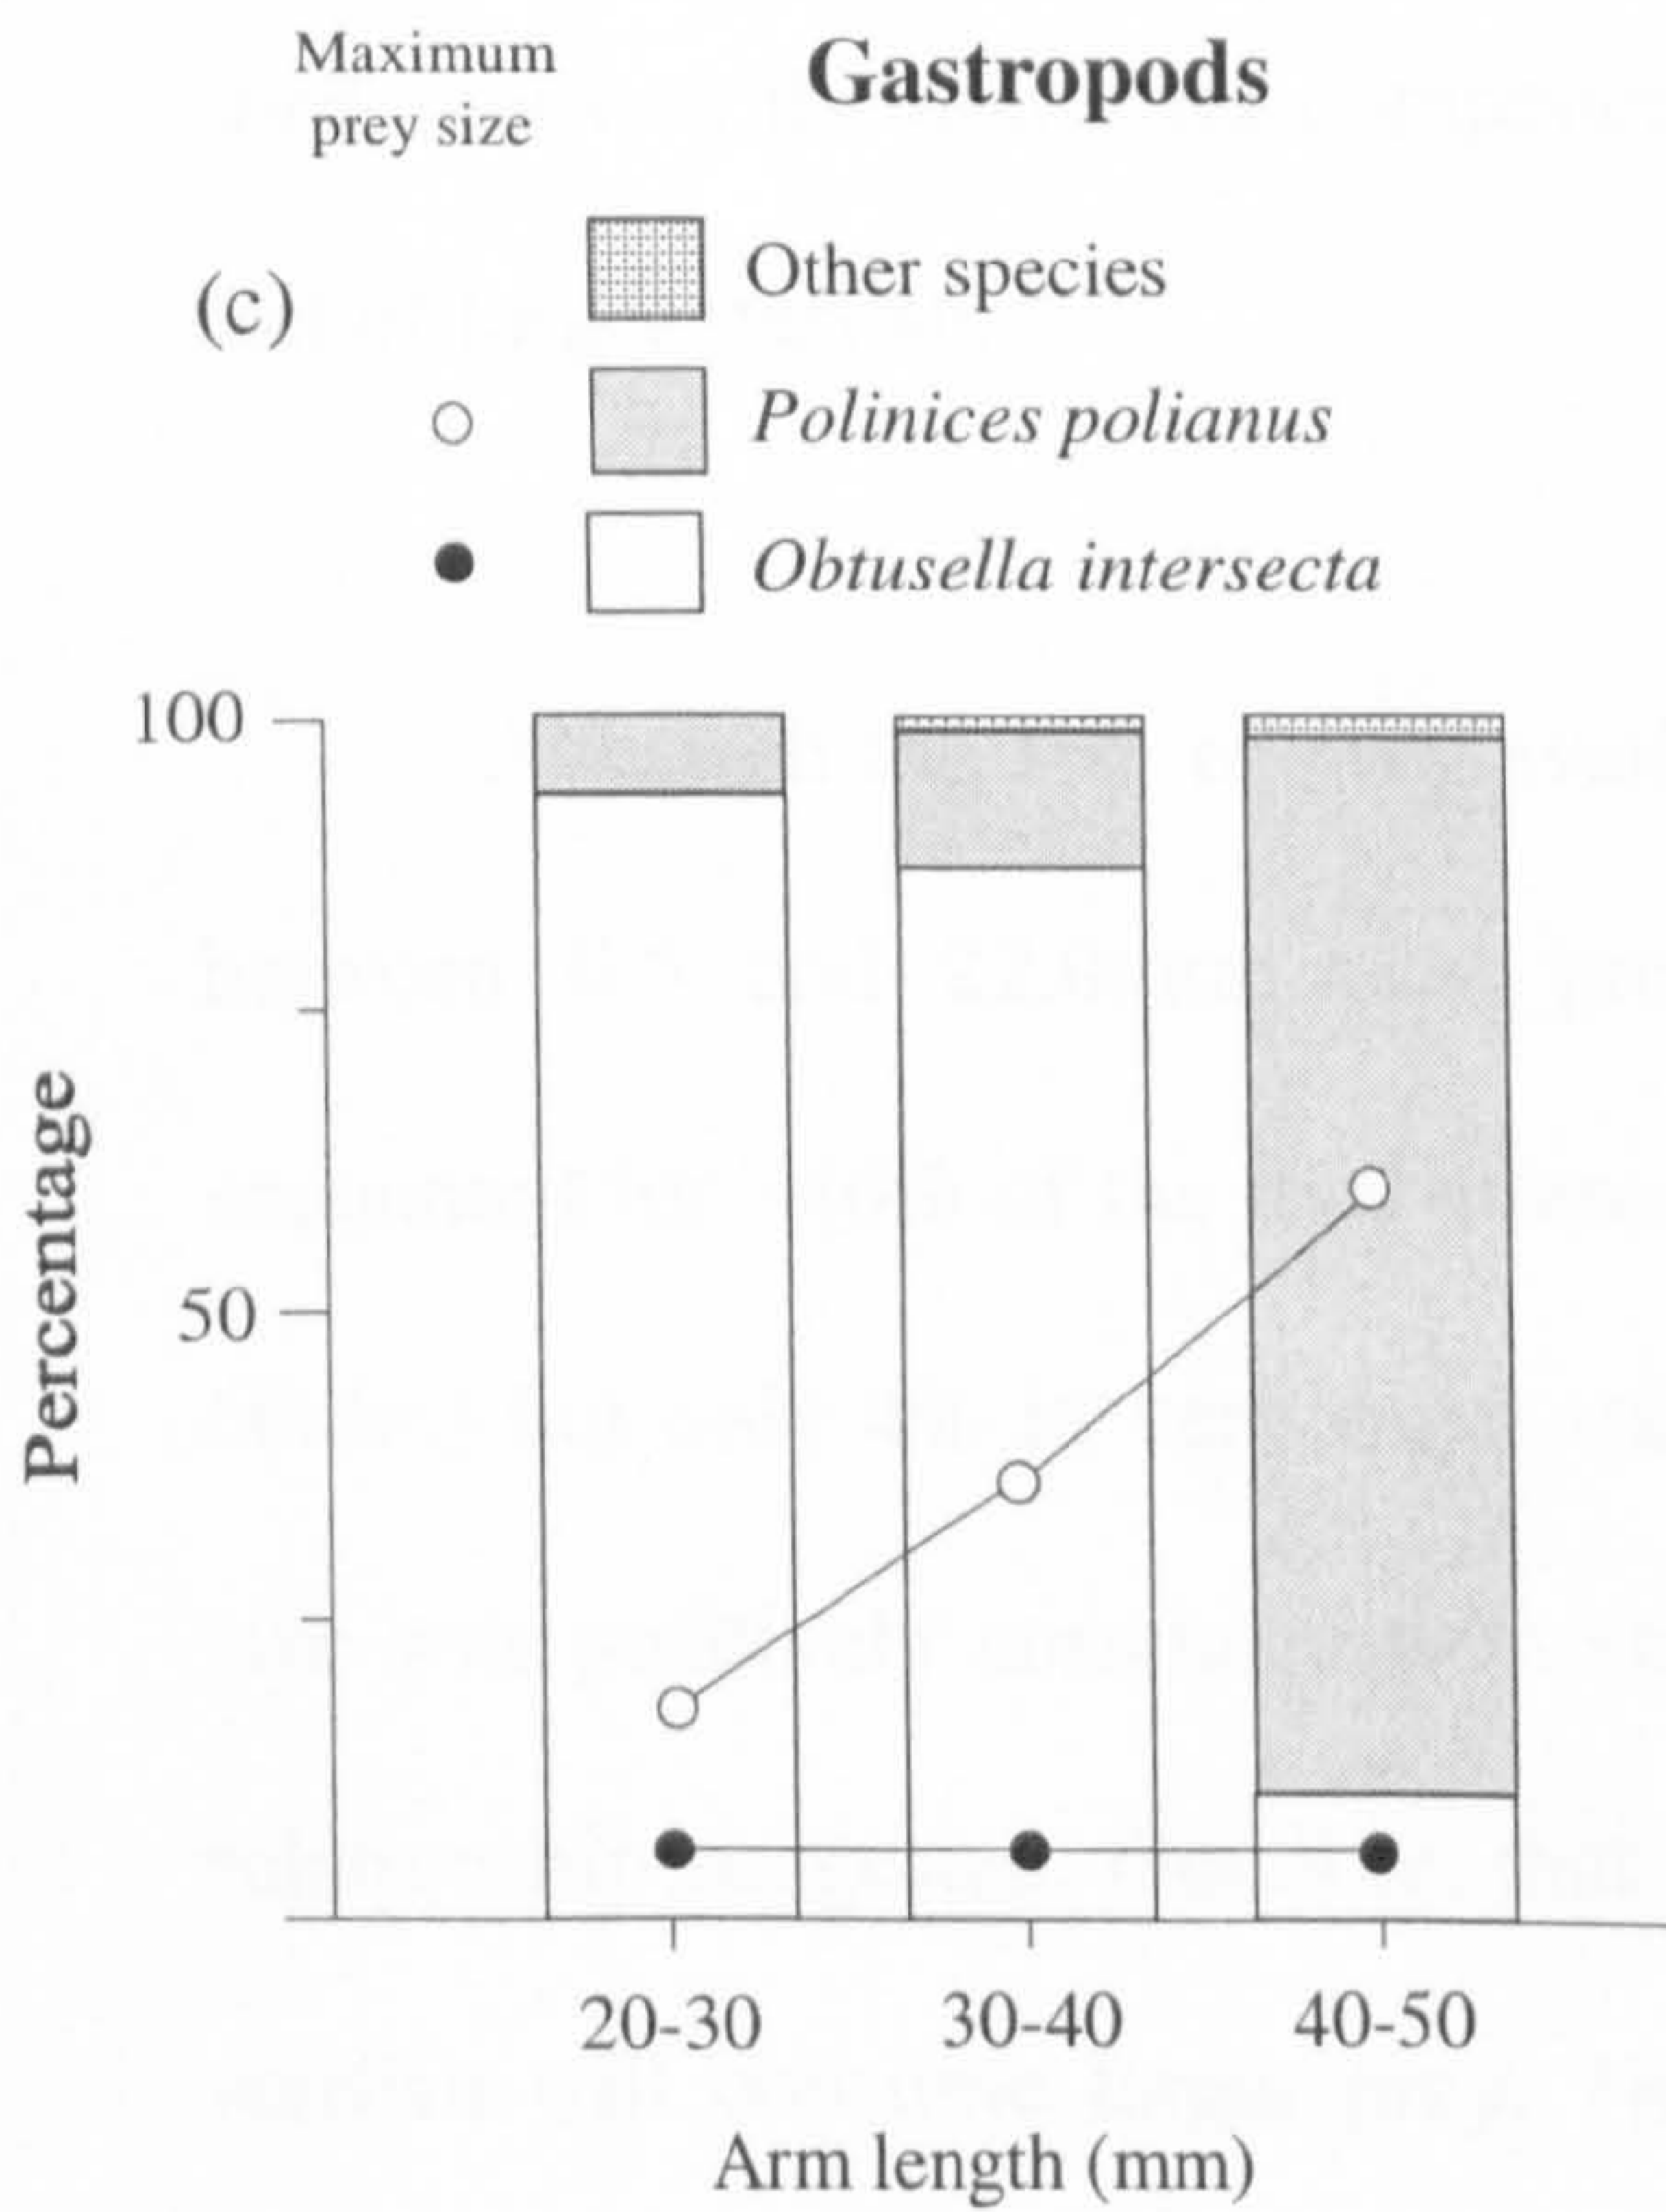 Maximum
prey size
Gastropods
(c)
Other species
Polinices polianus
Obtusella intersecta
100
50
Percentage
20-30
30-40
40-50
Arm length (mm)